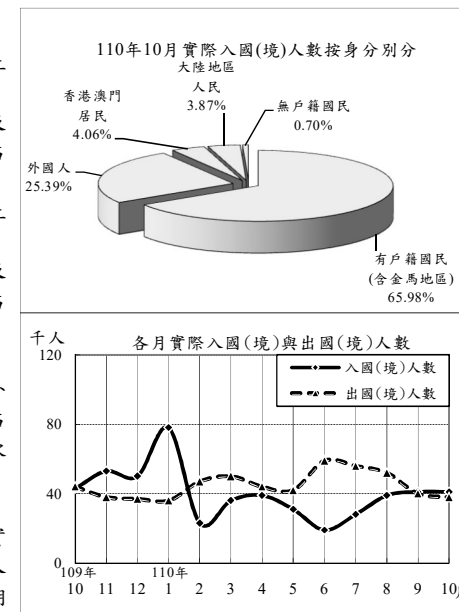 110年10月實際入國(境)人數按身分別分
大陸地區
人民
3.87%
香港澳門
居民
4.06%
無戶籍國民
0.70%
外國人
25.39%
有戶籍國民
(含金馬地區)
65.98%
千人
各月實際入國(境)與出國(境)人數
120
80
40
0
入國(境)人數
出國(境)人數
109年
110年
10 11 12 1 2 3 4 5 6 7 8 9 10